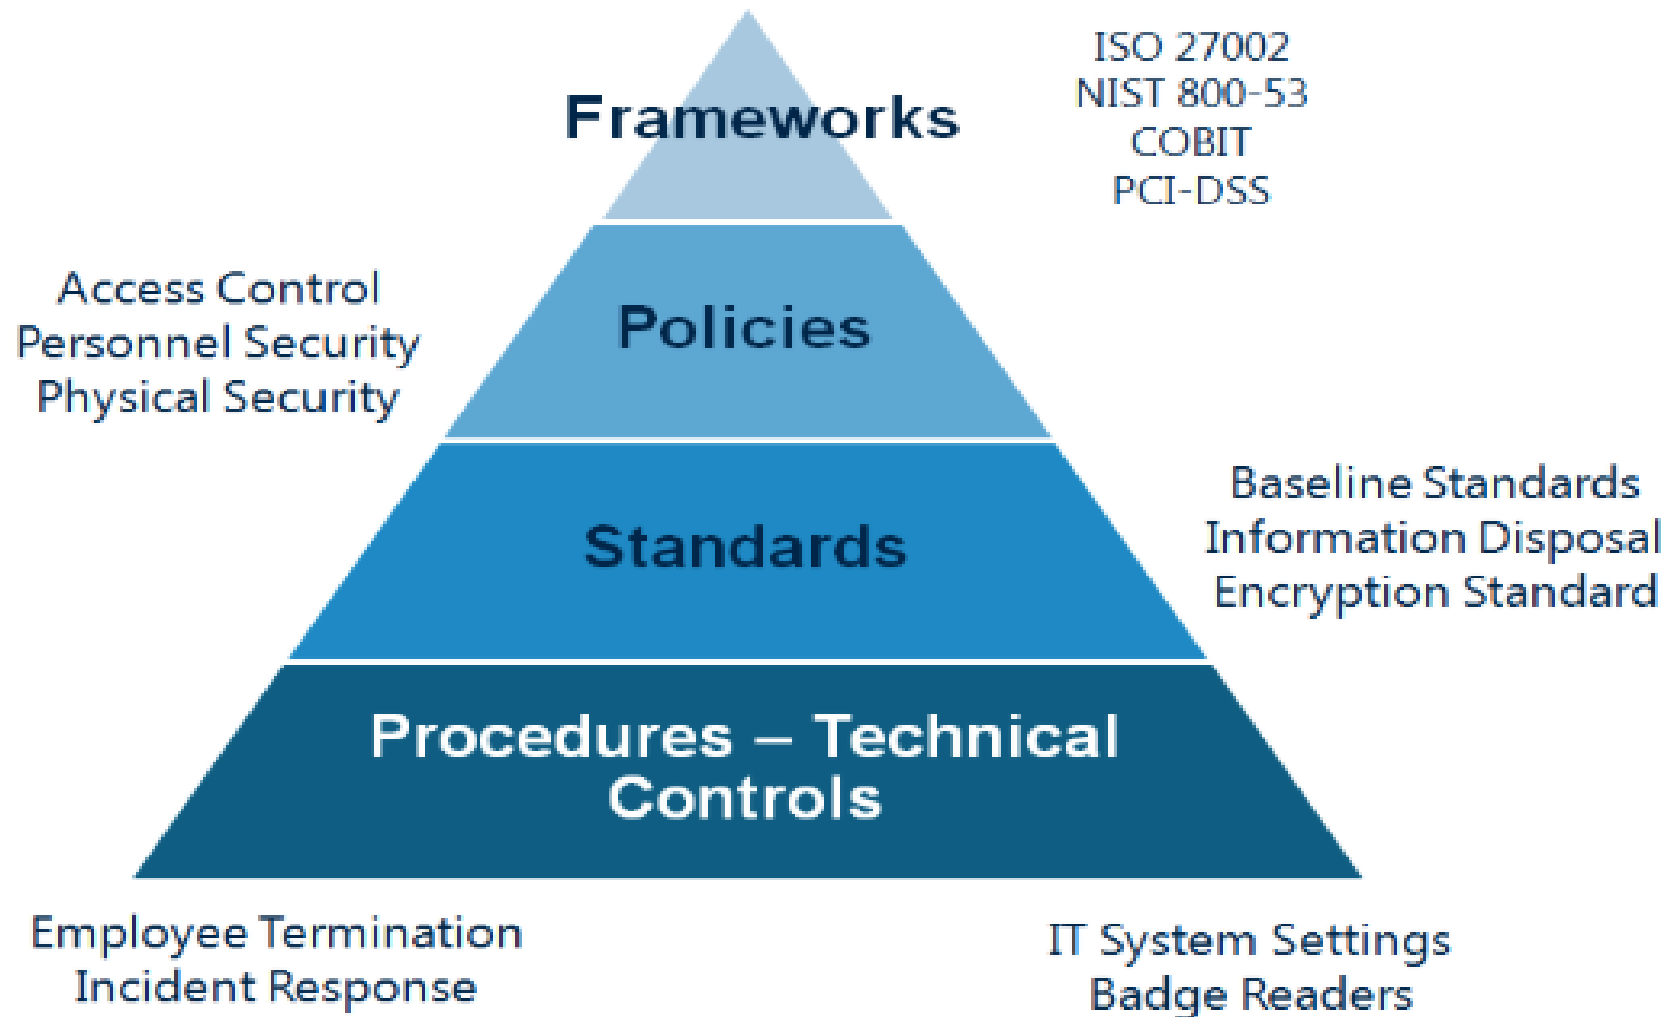 Frameworks
ISO 27002
NIST 800-53
COBIT
PCI-DSS
Access Control
Personnel Security
Physical Security
Policies
Standards
Baseline Standards
Information Disposal
Encryption Standard
Procedures – Technical
Controls
Employee Termination
Incident Response
IT System Settings
Badge Readers